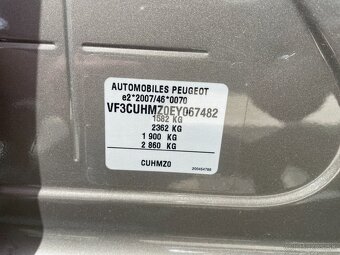 AUTOMOBILES PEUGEOT
e2*2007/46*0070
VF3CUHMZ0EY067482
1582 KG
2362 KG
1 900 KG
2 860 KG
CUHMZ0